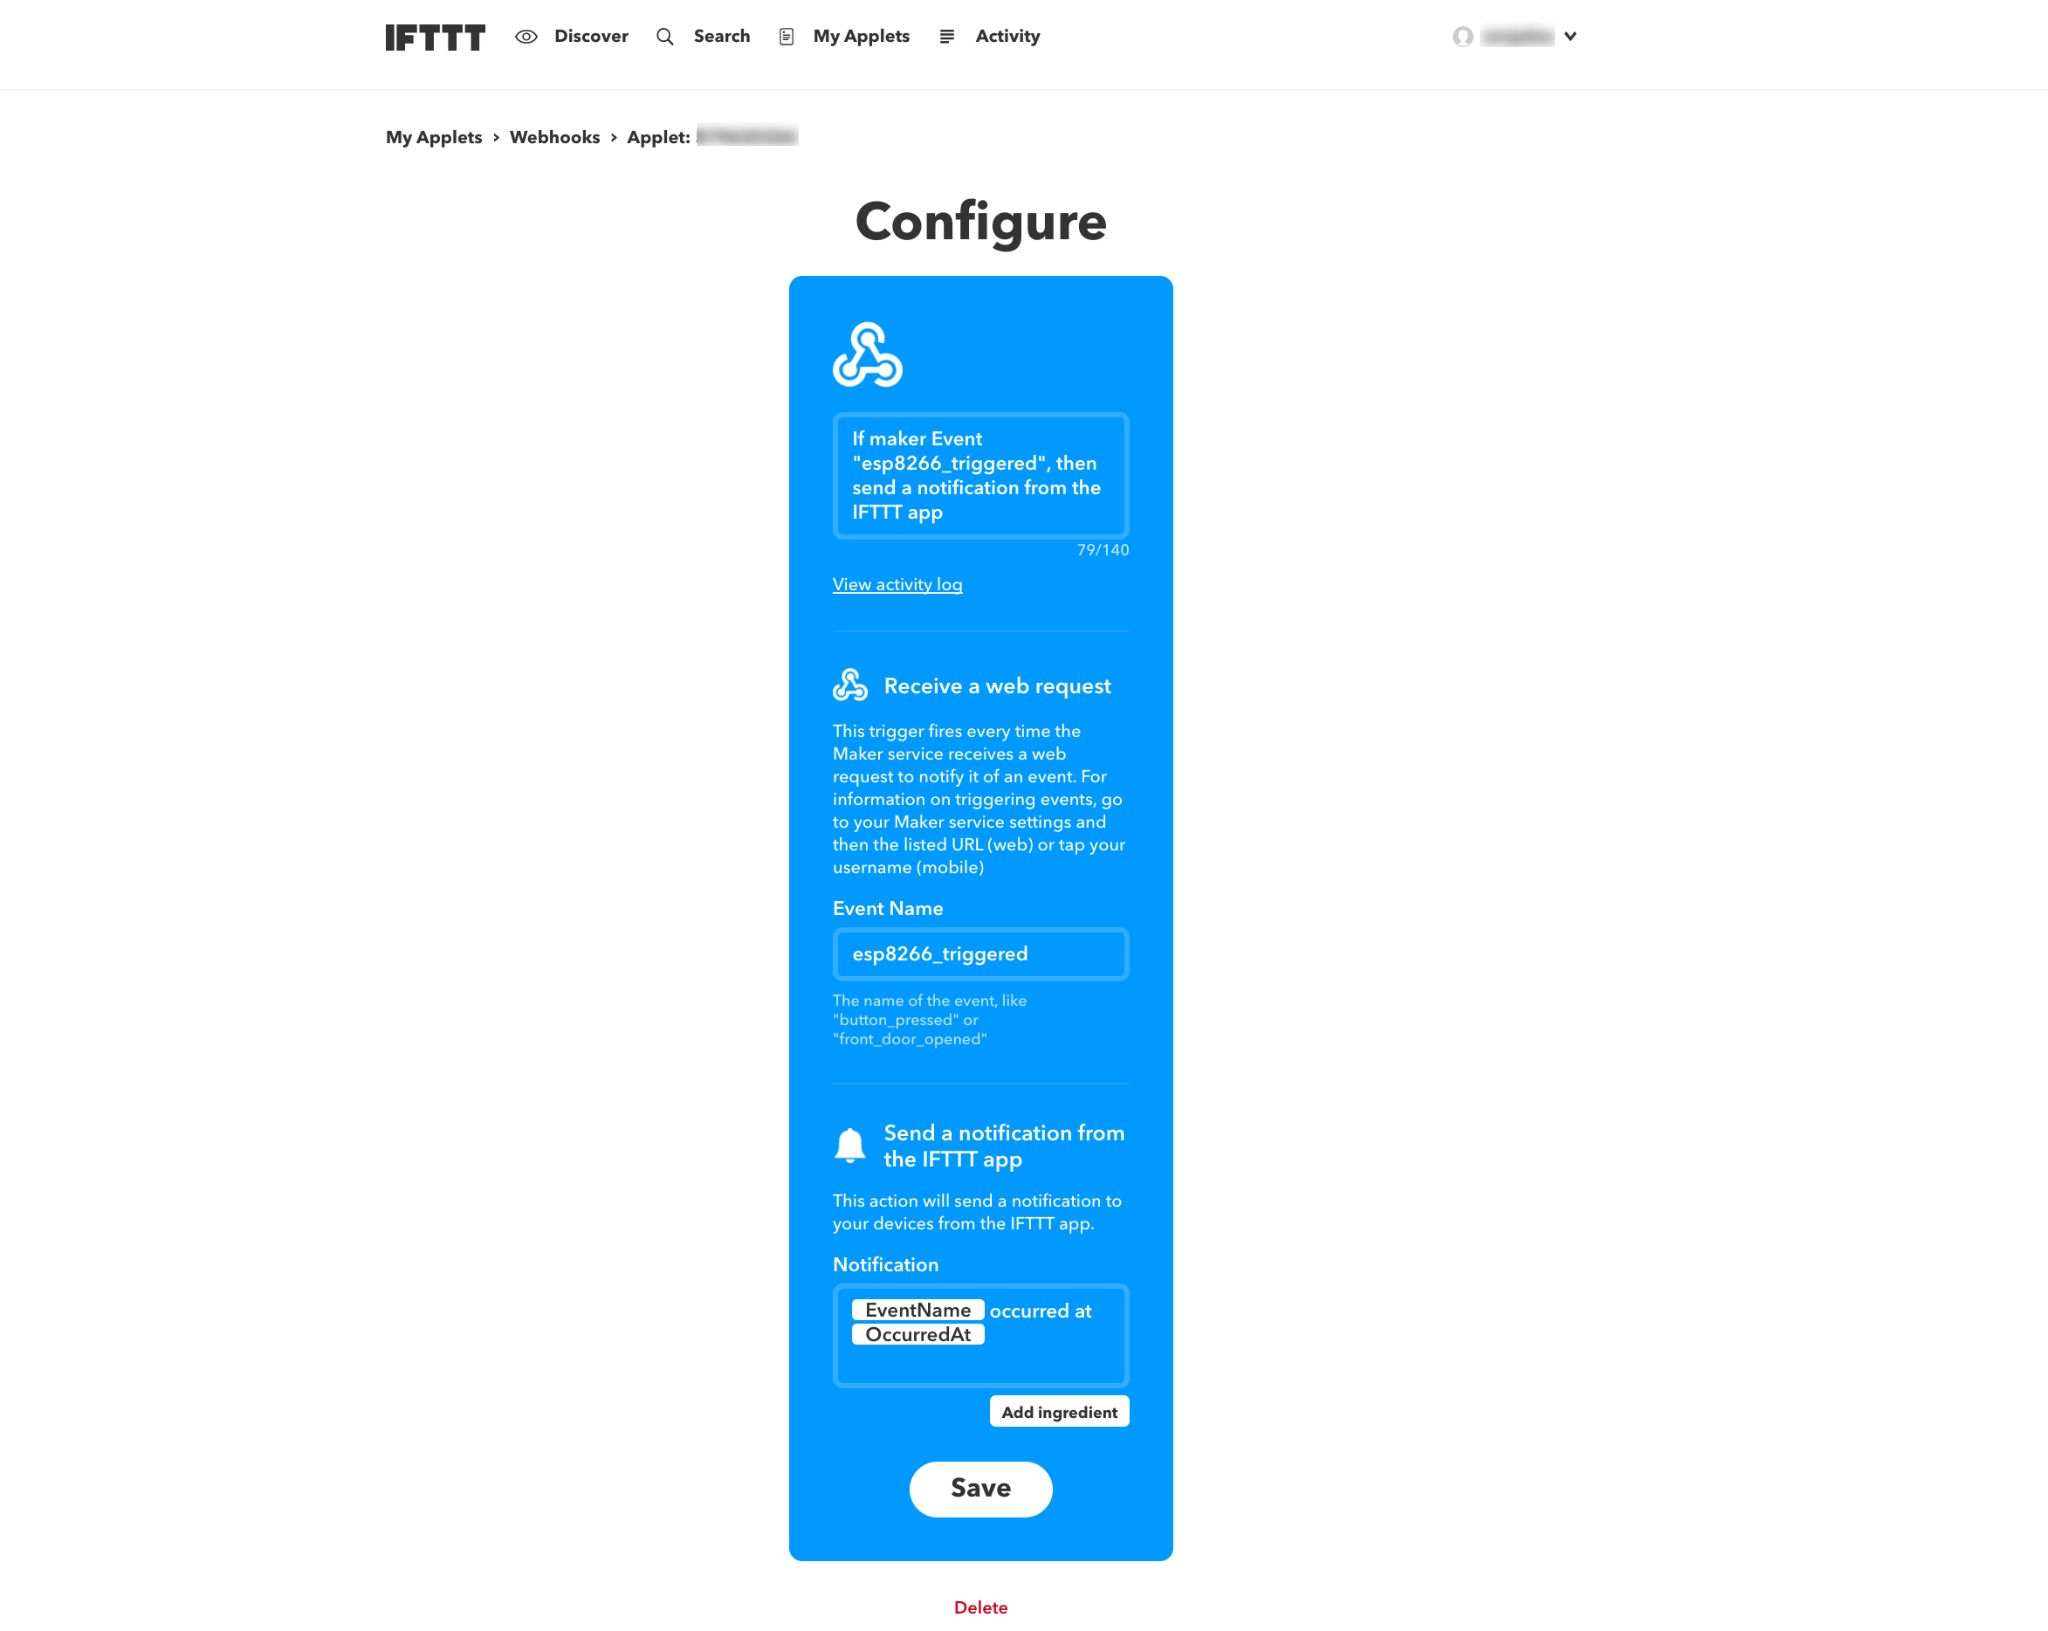 IFTTT Discover Search My Applets Activity
My Applets › Webhooks › Applet:
Configure
If maker Event
"esp8266_triggered", then
send a notification from the
IFTTT app
79/140
View activity log
Receive a web request
This trigger fires every time the
Maker service receives a web
request to notify it of an event. For
information on triggering events, go
to your Maker service settings and
then the listed URL (web) or tap your
username (mobile)
Event Name
esp8266_triggered
The name of the event, like
"button_pressed" or
"front_door_opened"
Send a notification from
the IFTTT app
This action will send a notification to
your devices from the IFTTT app.
Notification
EventName occurred at
OccurredAt
Add ingredient
Save
Delete